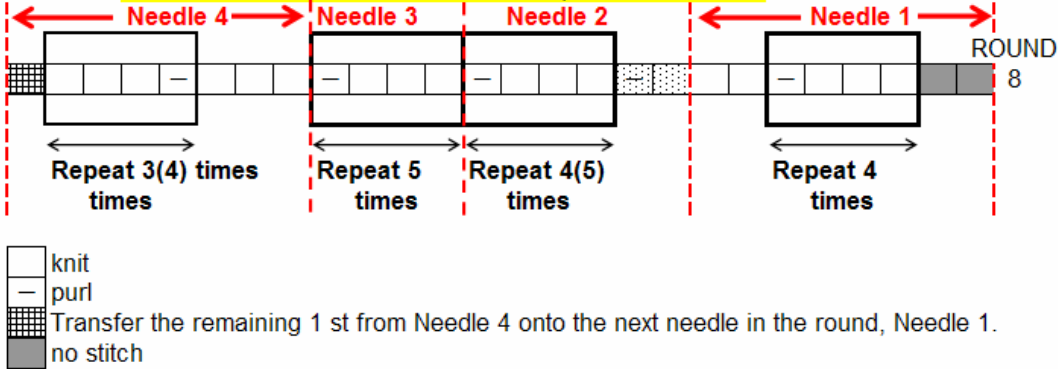 Needle 4 Needle 3 Needle 2 Needle 1
ROUND
8
Repeat 3(4) times Repeat 5 Repeat 4(5) Repeat 4
times times times times
knit
purl
Transfer the remaining 1 st from Needle 4 onto the next needle in the round, Needle 1.
no stitch